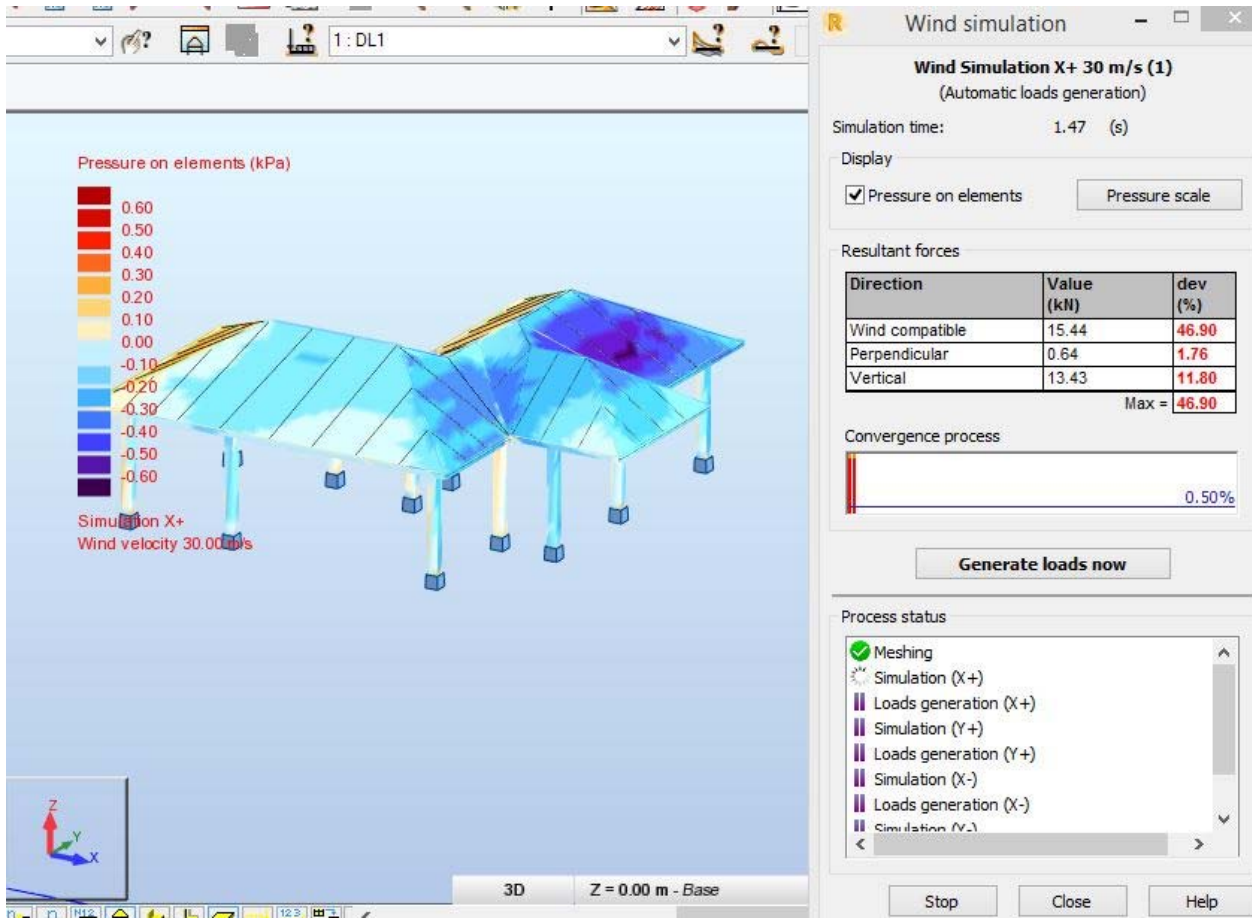 1 : DL1
Pressure on elements (kPa)
0.60
0.50
0.40
0.30
0.20
0.10
0.00
-0.10
-0.20
-0.30
-0.40
-0.50
-0.60
Simulation X+
Wind velocity 30.00 m/s
Z
Y
X
3D Z = 0.00 m - Base
Wind simulation
Wind Simulation X+ 30 m/s (1)
(Automatic loads generation)
Simulation time: 1.47 (s)
Display
Pressure on elements Pressure scale
Resultant forces
Direction Value (kN) dev (%)
Wind compatible 15.44 46.90
Perpendicular 0.64 1.76
Vertical 13.43 11.80
Max = 46.90
Convergence process
0.50%
Generate loads now
Process status
Meshing
Simulation (X+)
Loads generation (X+)
Simulation (Y+)
Loads generation (Y+)
Simulation (X-)
Loads generation (X-)
Simulation (Y-)
Stop Close Help